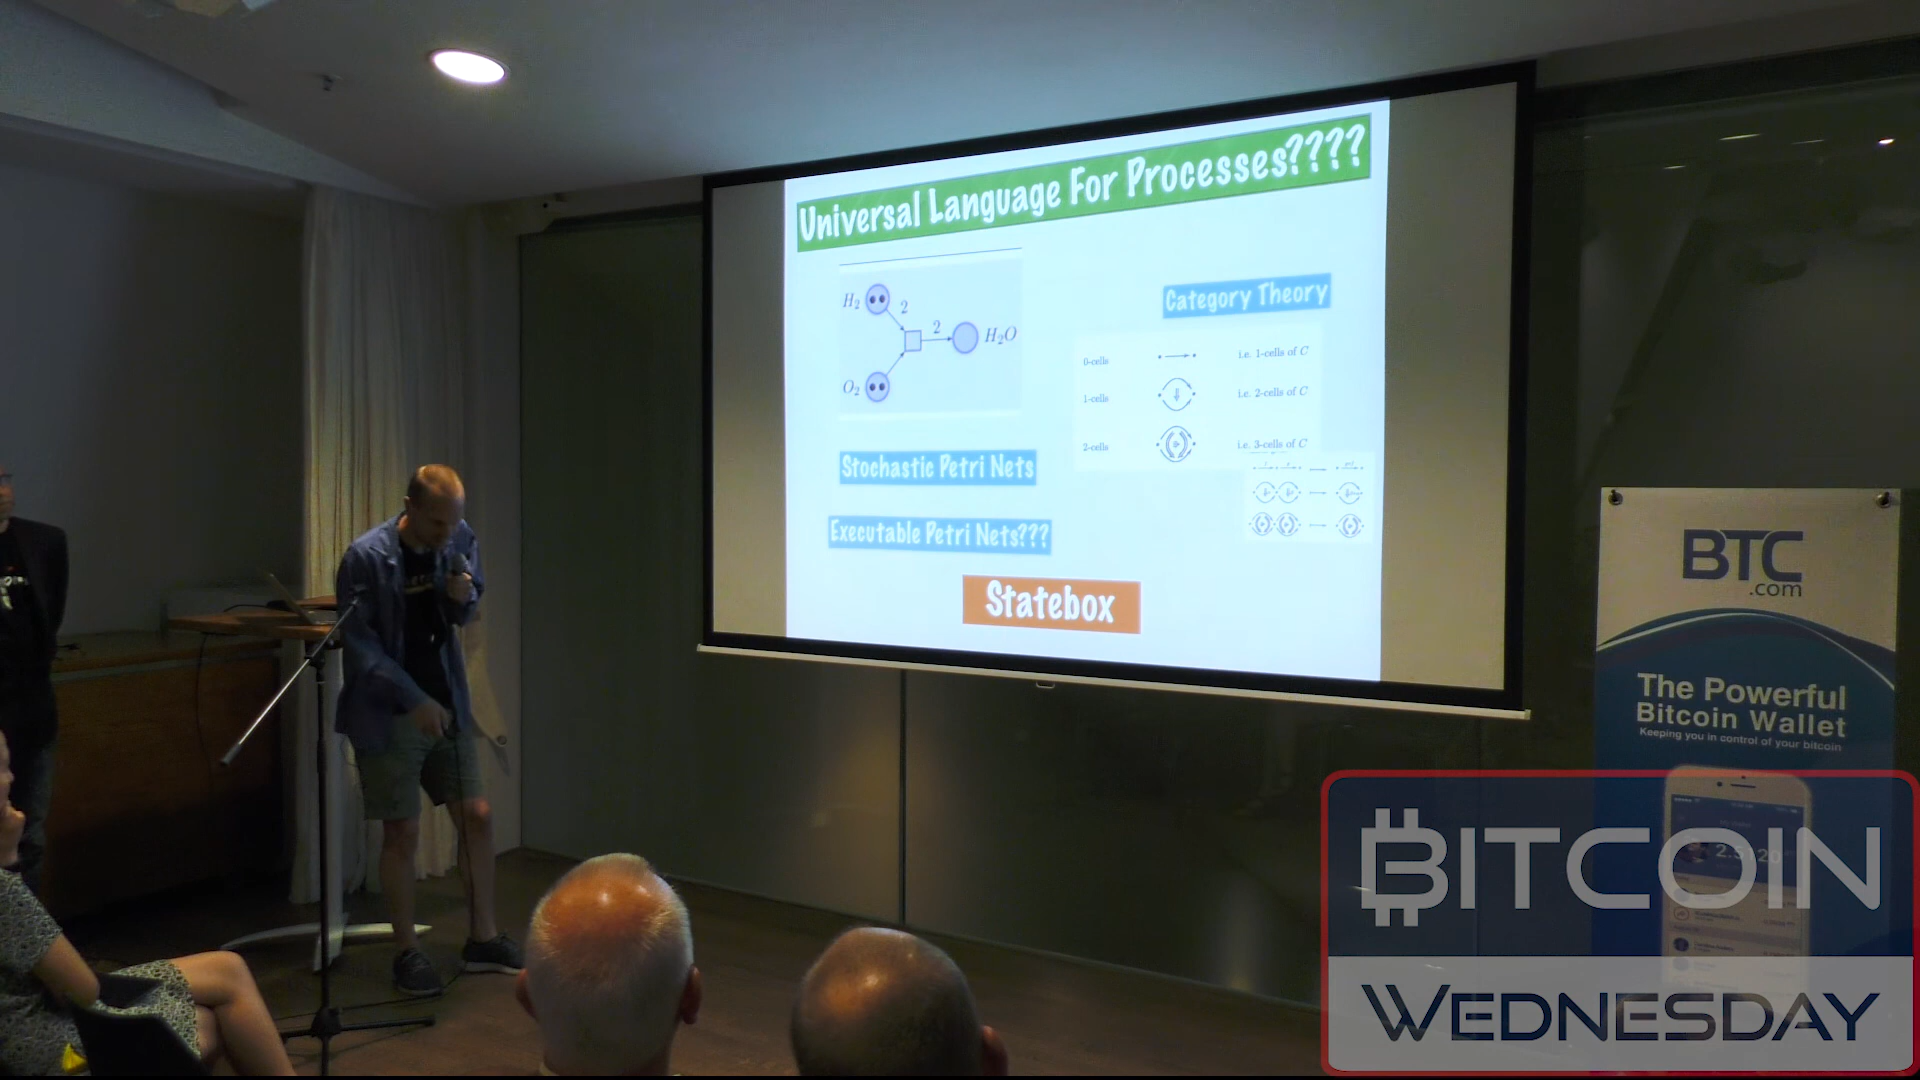 Universal Language For Processes????
H2
2
2
H2O
O2
Category Theory
0-cells
i.e. 1-cells of C
1-cells
i.e. 2-cells of C
2-cells
i.e. 3-cells of C
Stochastic Petri Nets
Executable Petri Nets???
Statebox
BTC
.com
The Powerful
Bitcoin Wallet
Keeping you in control of your bitcoin
BITCOIN
WEDNESDAY